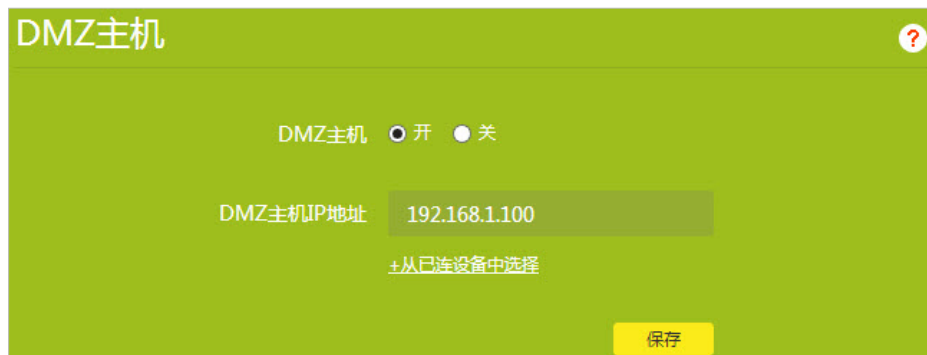 DMZ主机
?
DMZ主机 开 关
DMZ主机IP地址 192.168.1.100
+从已连设备中选择
保存